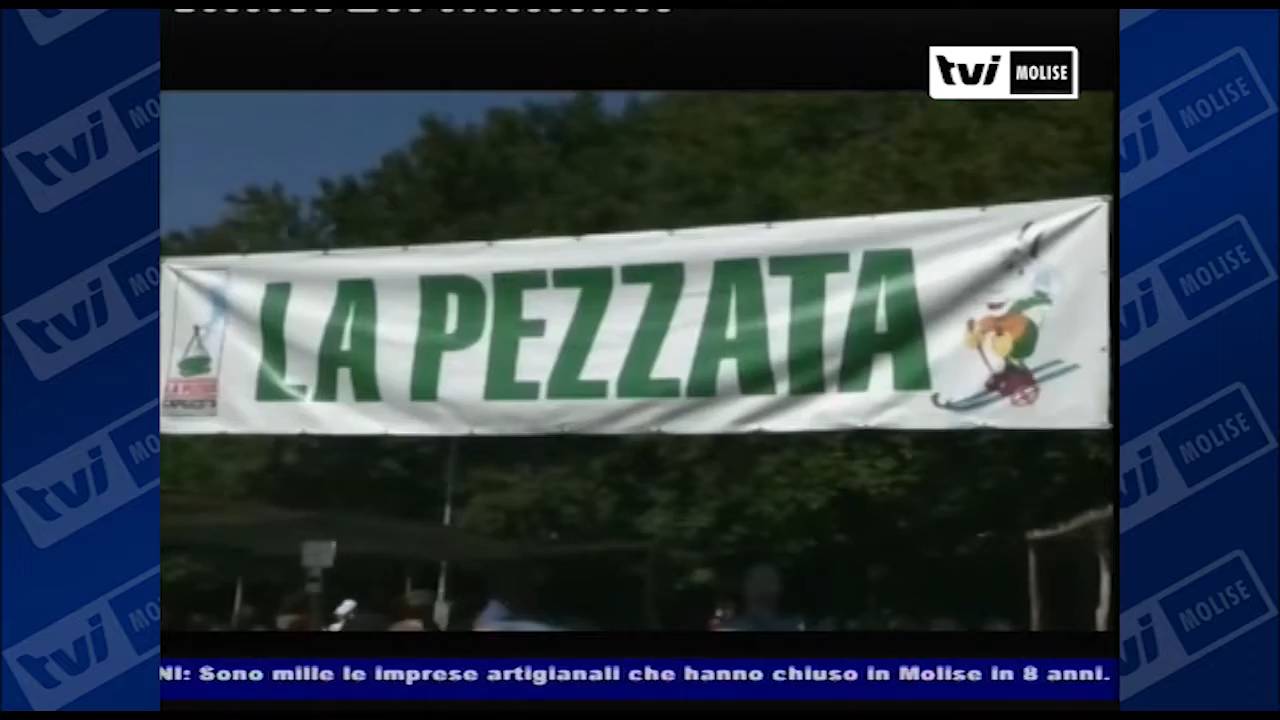 tvi MOLISE
LA PEZZATA
NI: Sono mille le imprese artigianali che hanno chiuso in Molise in 8 anni.